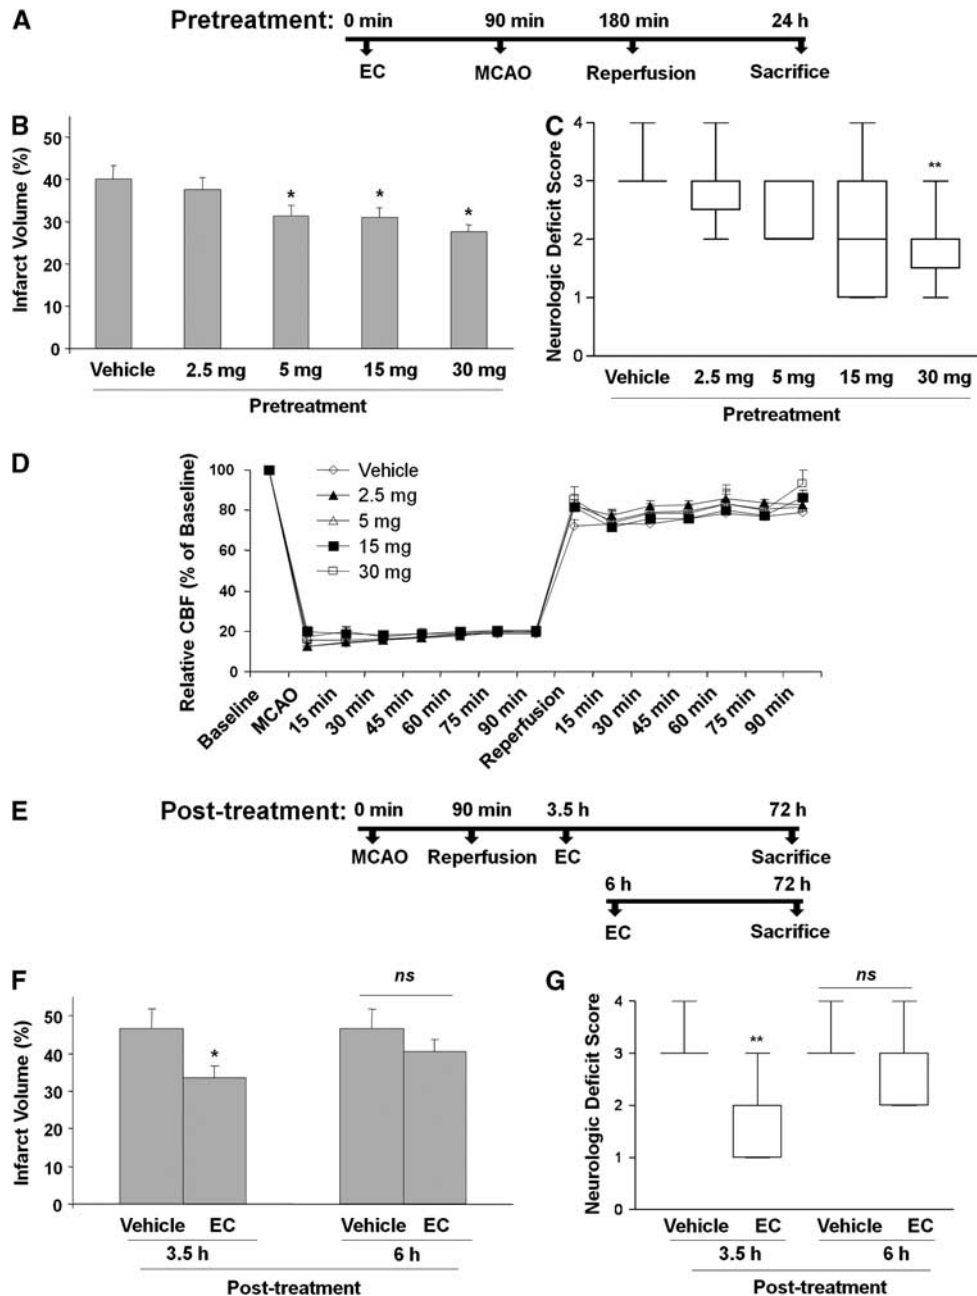 A
Pretreatment: 0 min 90 min 180 min 24 h
EC MCAO Reperfusion Sacrifice
B
Infarct Volume (%)
50
40
30
20
10
0
* * *
Vehicle 2.5 mg 5 mg 15 mg 30 mg
Pretreatment
C
Neurologic Deficit Score
4
3
2
1
0
**
Vehicle 2.5 mg 5 mg 15 mg 30 mg
Pretreatment
D
Relative CBF (% of Baseline)
100
80
60
40
20
0
Vehicle
2.5 mg
5 mg
15 mg
30 mg
Baseline MCAO 15 min 30 min 45 min 60 min 75 min 90 min Reperfusion 15 min 30 min 45 min 60 min 75 min 90 min
E
Post-treatment: 0 min 90 min 3.5 h 72 h
MCAO Reperfusion EC Sacrifice
6 h 72 h
EC Sacrifice
F
Infarct Volume (%)
50
40
30
20
10
0
*
ns
Vehicle EC Vehicle EC
3.5 h 6 h
Post-treatment
G
Neurologic Deficit Score
4
3
2
1
0
**
ns
Vehicle EC Vehicle EC
3.5 h 6 h
Post-treatment